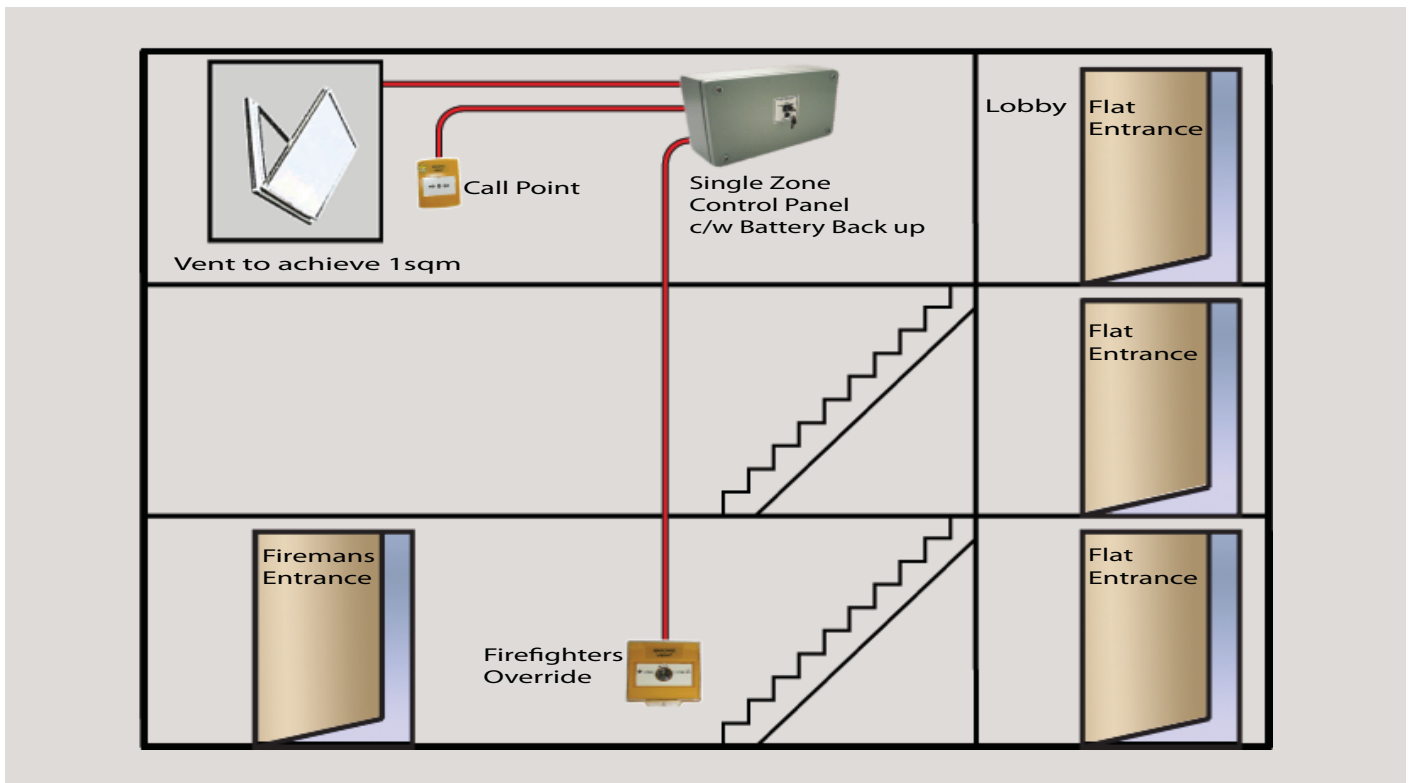 Lobby
Flat
Entrance
Call Point
Single Zone
Control Panel
c/w Battery Back up
Vent to achieve 1sqm
Flat
Entrance
Firemans
Entrance
Flat
Entrance
Firefighters
Override